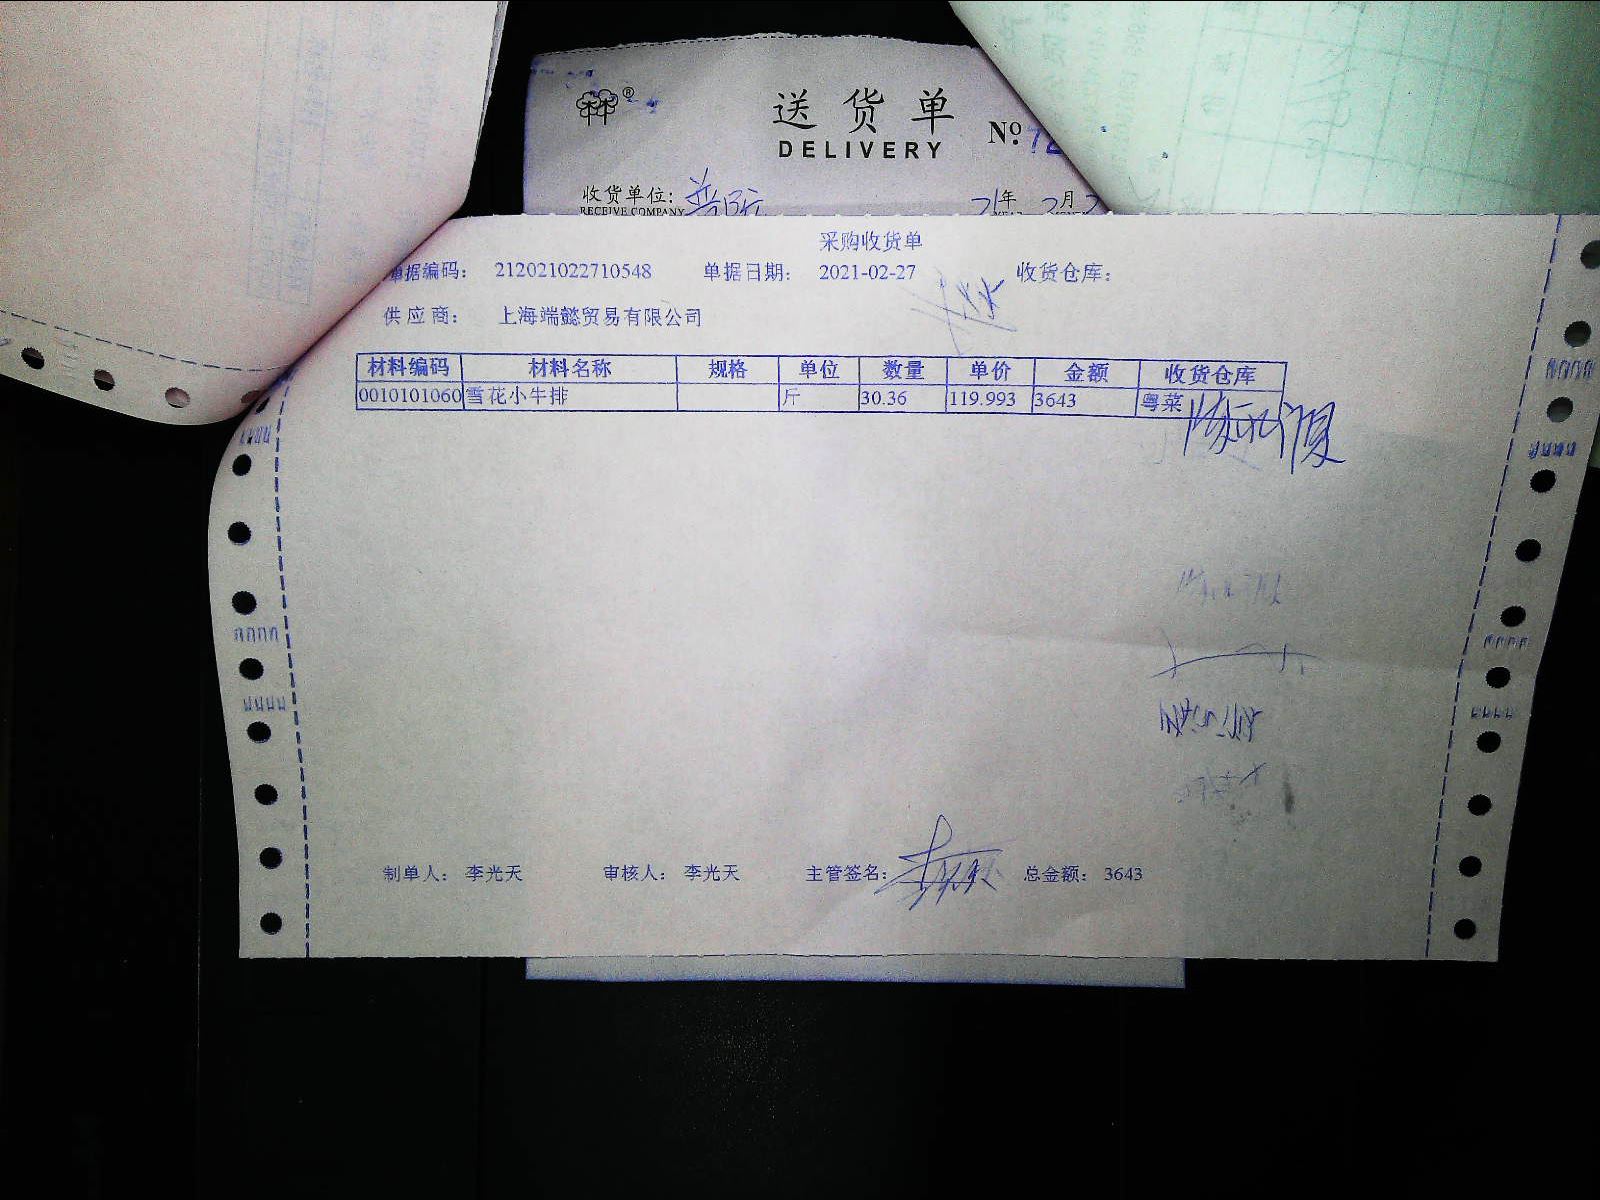 送货单
DELIVERY
No.
收货单位:
RECEIVE COMPANY
21年 2月
采购收货单
单据编码: 212021022710548 单据日期: 2021-02-27 收货仓库:
供应商: 上海端懿贸易有限公司
材料编码 材料名称 规格 单位 数量 单价 金额 收货仓库
0010101060 雪花小牛排 斤 30.36 119.993 3643 粤菜
制单人: 李光天 审核人: 李光天 主管签名: 总金额: 3643